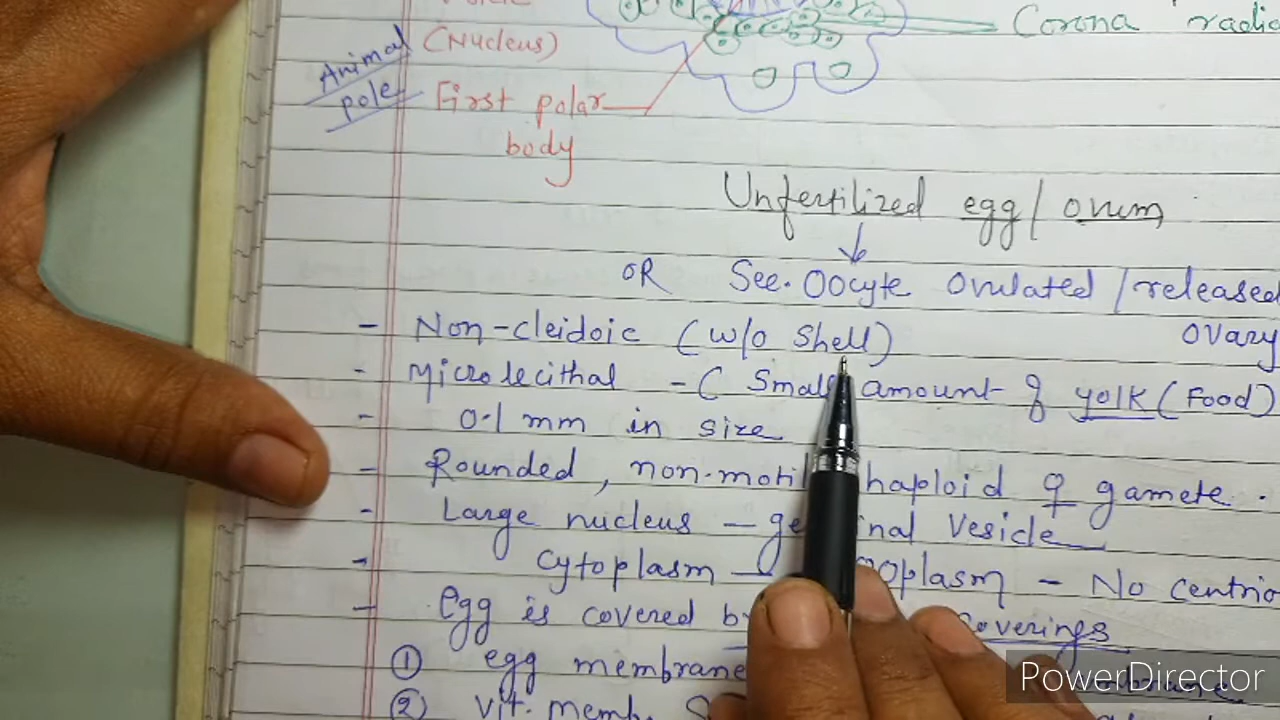 (Nucleus)
Corona radia
Animal
pole
First polar
body
Unfertilized egg/ovum
OR Sec. Oocyte Ovulated / released
Ovary
- Non-cleidoic (w/o Shell)
- Microlecithal - ( Small amount of yolk (Food)
- 0.1 mm in size
- Rounded, non-motil haploid ♀ gamete.
- Large nucleus - ge inal Vesicle
- Cytoplasm - oplasm - No centrio
- Egg is covered b Coverings
① egg membrane
② vit. memb.
PowerDirector